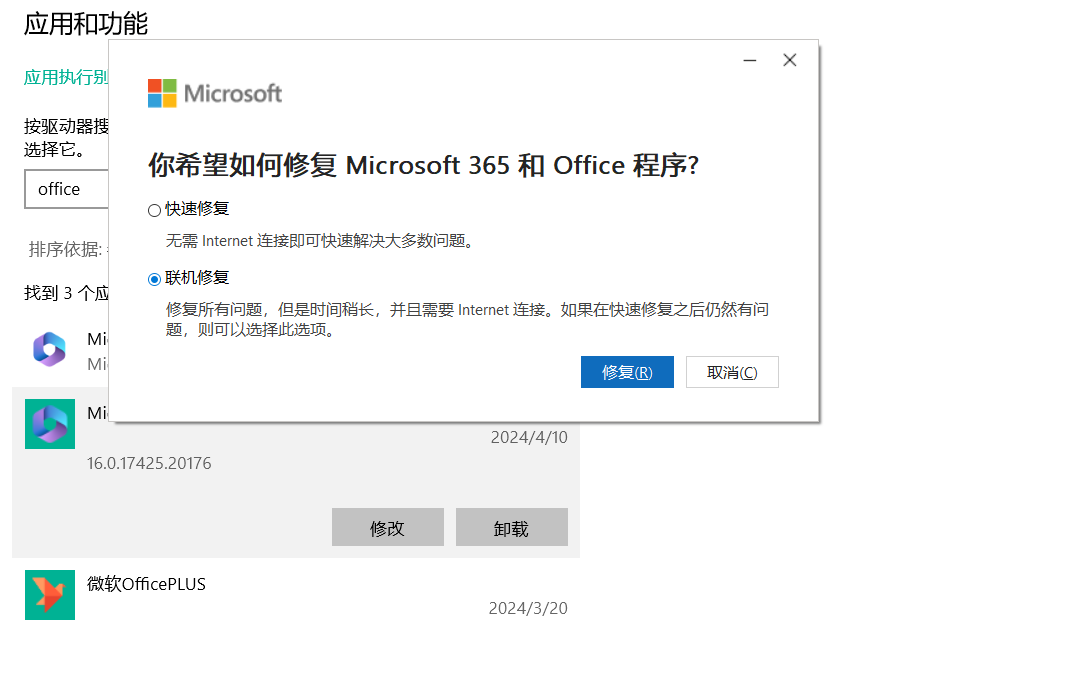 应用和功能
应用执行别
Microsoft
按驱动器搜
选择它。
你希望如何修复 Microsoft 365 和 Office 程序?
office
快速修复
无需 Internet 连接即可快速解决大多数问题。
排序依据:
联机修复
找到 3 个应
修复所有问题，但是时间稍长，并且需要 Internet 连接。如果在快速修复之后仍然有问
题，则可以选择此选项。
修复(R)
取消(C)
2024/4/10
16.0.17425.20176
修改
卸载
微软OfficePLUS
2024/3/20